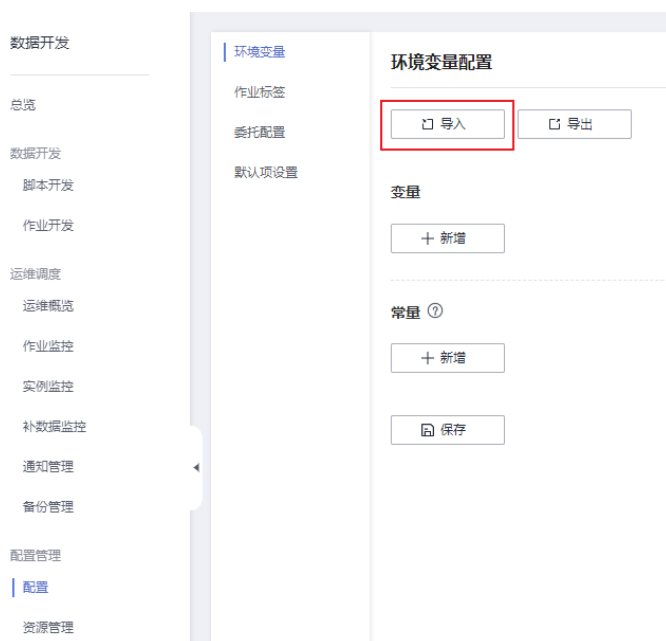 数据开发
总览
数据开发
脚本开发
作业开发
运维调度
运维概览
作业监控
实例监控
补数据监控
通知管理
备份管理
配置管理
配置
资源管理
环境变量
作业标签
委托配置
默认项设置
环境变量配置
导入 导出
变量
新增
常量
新增
保存